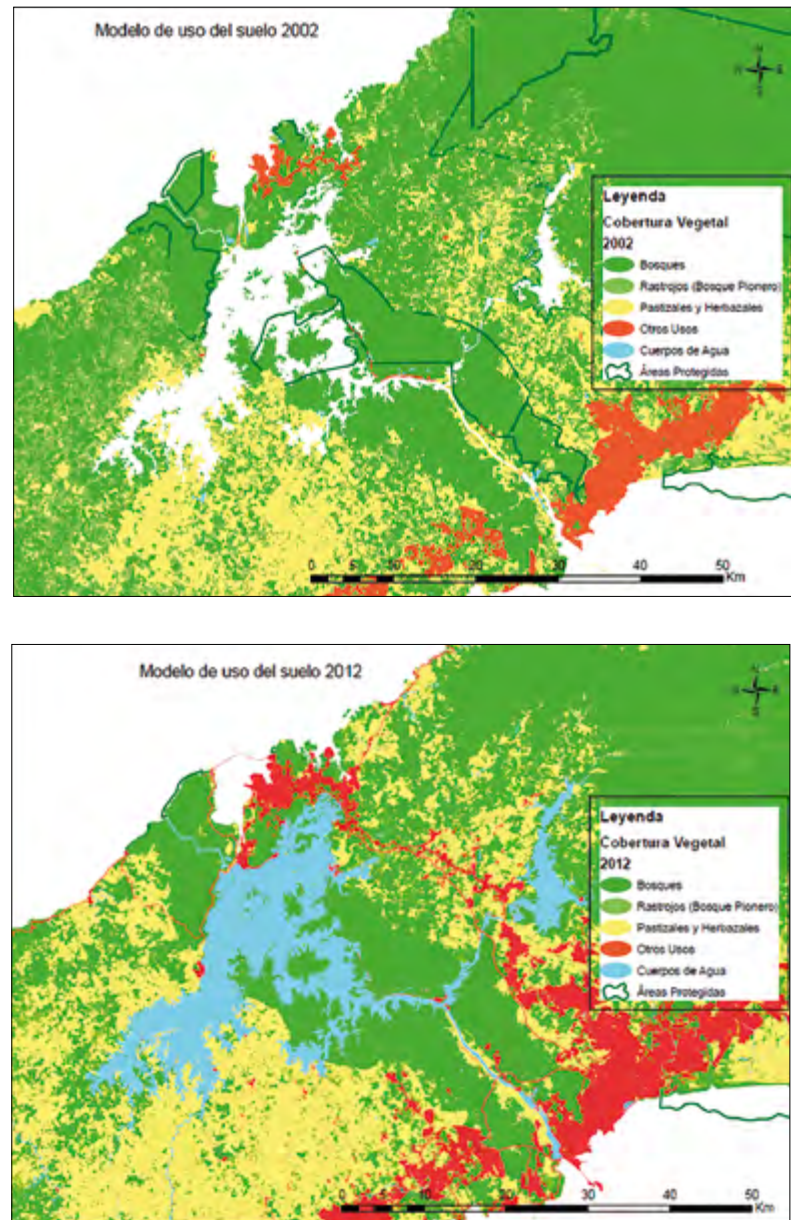 Modelo de uso del suelo 2002
N
E
S
Leyenda
Cobertura Vegetal
2002
Bosques
Rastrojos (Bosque Pionero)
Pastizales y Herbazales
Otros Usos
Cuerpos de Agua
Áreas Protegidas
0 5 10 20 30 40 50
Km
Modelo de uso del suelo 2012
N
E
S
Leyenda
Cobertura Vegetal
2012
Bosques
Rastrojos (Bosque Pionero)
Pastizales y Herbazales
Otros Usos
Cuerpos de Agua
Áreas Protegidas
0 5 10 20 30 40 50
Km